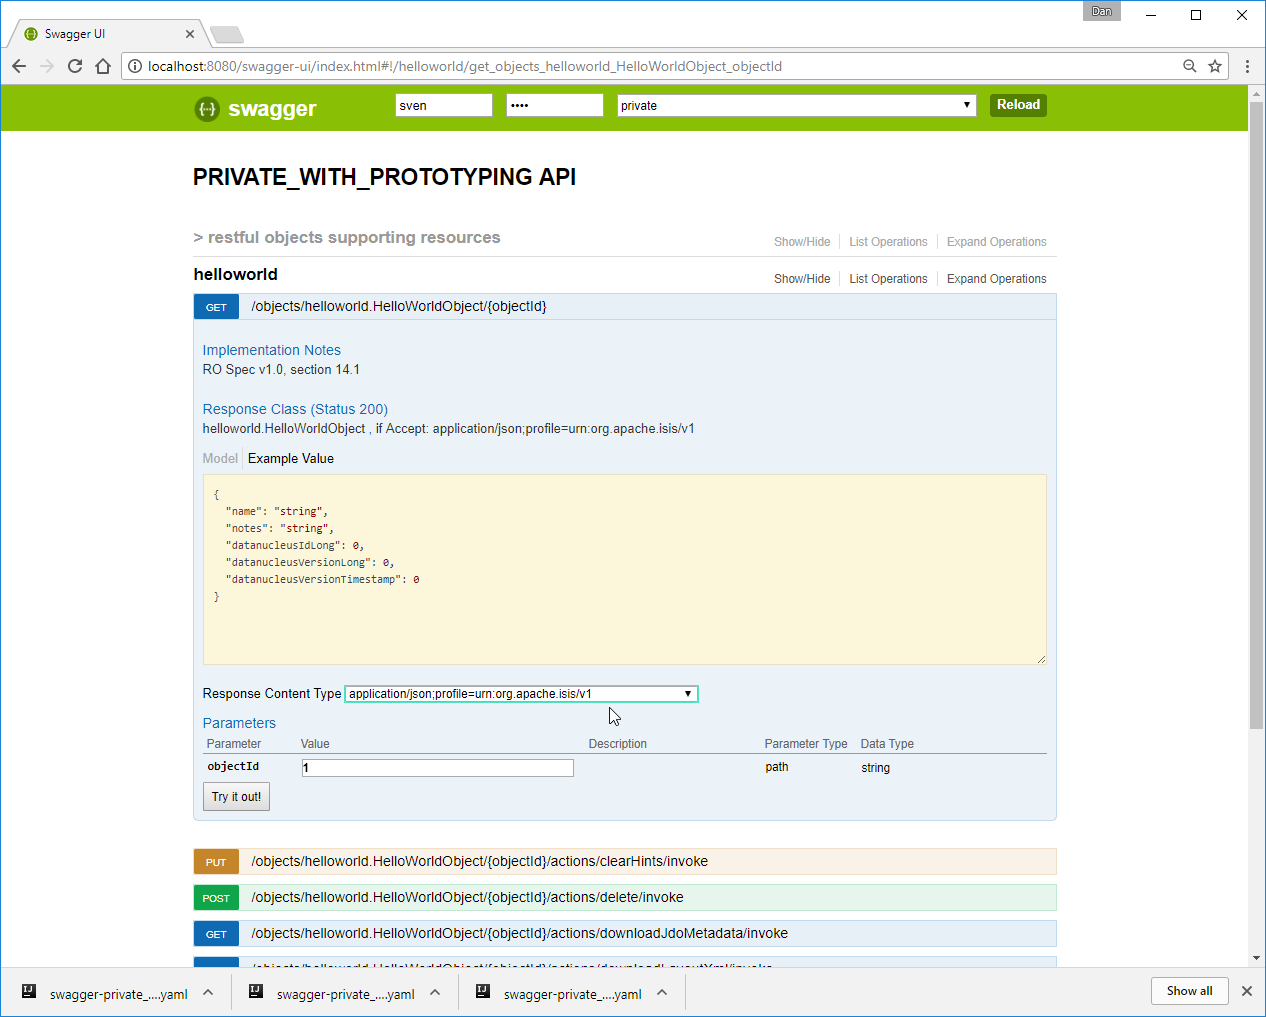 Dan
Swagger UI
localhost:8080/swagger-ui/index.html#!/helloworld/get_objects_helloworld_HelloWorldObject_objectId
swagger sven •••• private Reload
PRIVATE_WITH_PROTOTYPING API
> restful objects supporting resources Show/Hide List Operations Expand Operations
helloworld Show/Hide List Operations Expand Operations
GET /objects/helloworld.HelloWorldObject/{objectId}
Implementation Notes
RO Spec v1.0, section 14.1
Response Class (Status 200)
helloworld.HelloWorldObject , if Accept: application/json;profile=urn:org.apache.isis/v1
Model Example Value
{
"name": "string",
"notes": "string",
"datanucleusIdLong": 0,
"datanucleusVersionLong": 0,
"datanucleusVersionTimestamp": 0
}
Response Content Type application/json;profile=urn:org.apache.isis/v1
Parameters
Parameter Value Description Parameter Type Data Type
objectId 1 path string
Try it out!
PUT /objects/helloworld.HelloWorldObject/{objectId}/actions/clearHints/invoke
POST /objects/helloworld.HelloWorldObject/{objectId}/actions/delete/invoke
GET /objects/helloworld.HelloWorldObject/{objectId}/actions/downloadJdoMetadata/invoke
/objects/helloworld.HelloWorldObject/{objectId}/actions/downloadLayoutXml/invoke
swagger-private_....yaml swagger-private_....yaml swagger-private_....yaml Show all